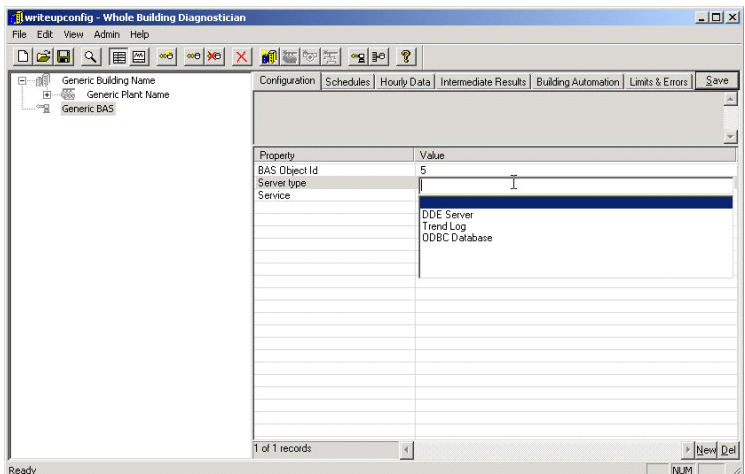 writeupconfig - Whole Building Diagnostician
File Edit View Admin Help
Generic Building Name
Generic Plant Name
Generic BAS
Configuration Schedules Hourly Data Intermediate Results Building Automation Limits & Errors Save
Property Value
BAS Object Id 5
Server type
Service
DDE Server
Trend Log
ODBC Database
1 of 1 records New Del
Ready NUM